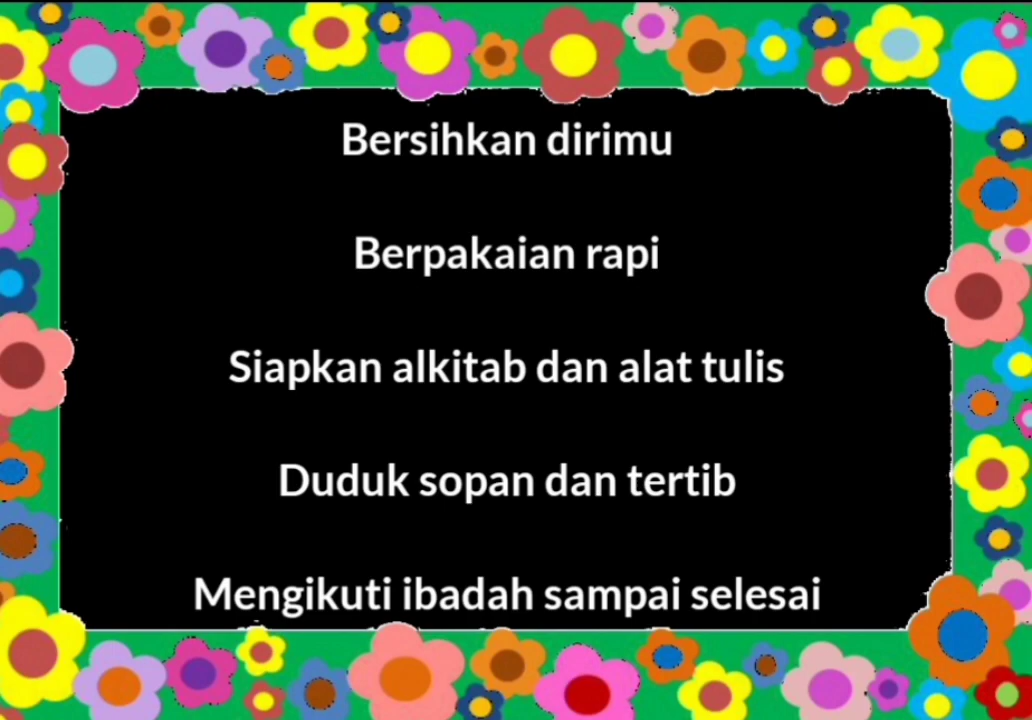 Bersihkan dirimu
Berpakaian rapi
Siapkan alkitab dan alat tulis
Duduk sopan dan tertib
Mengikuti ibadah sampai selesai